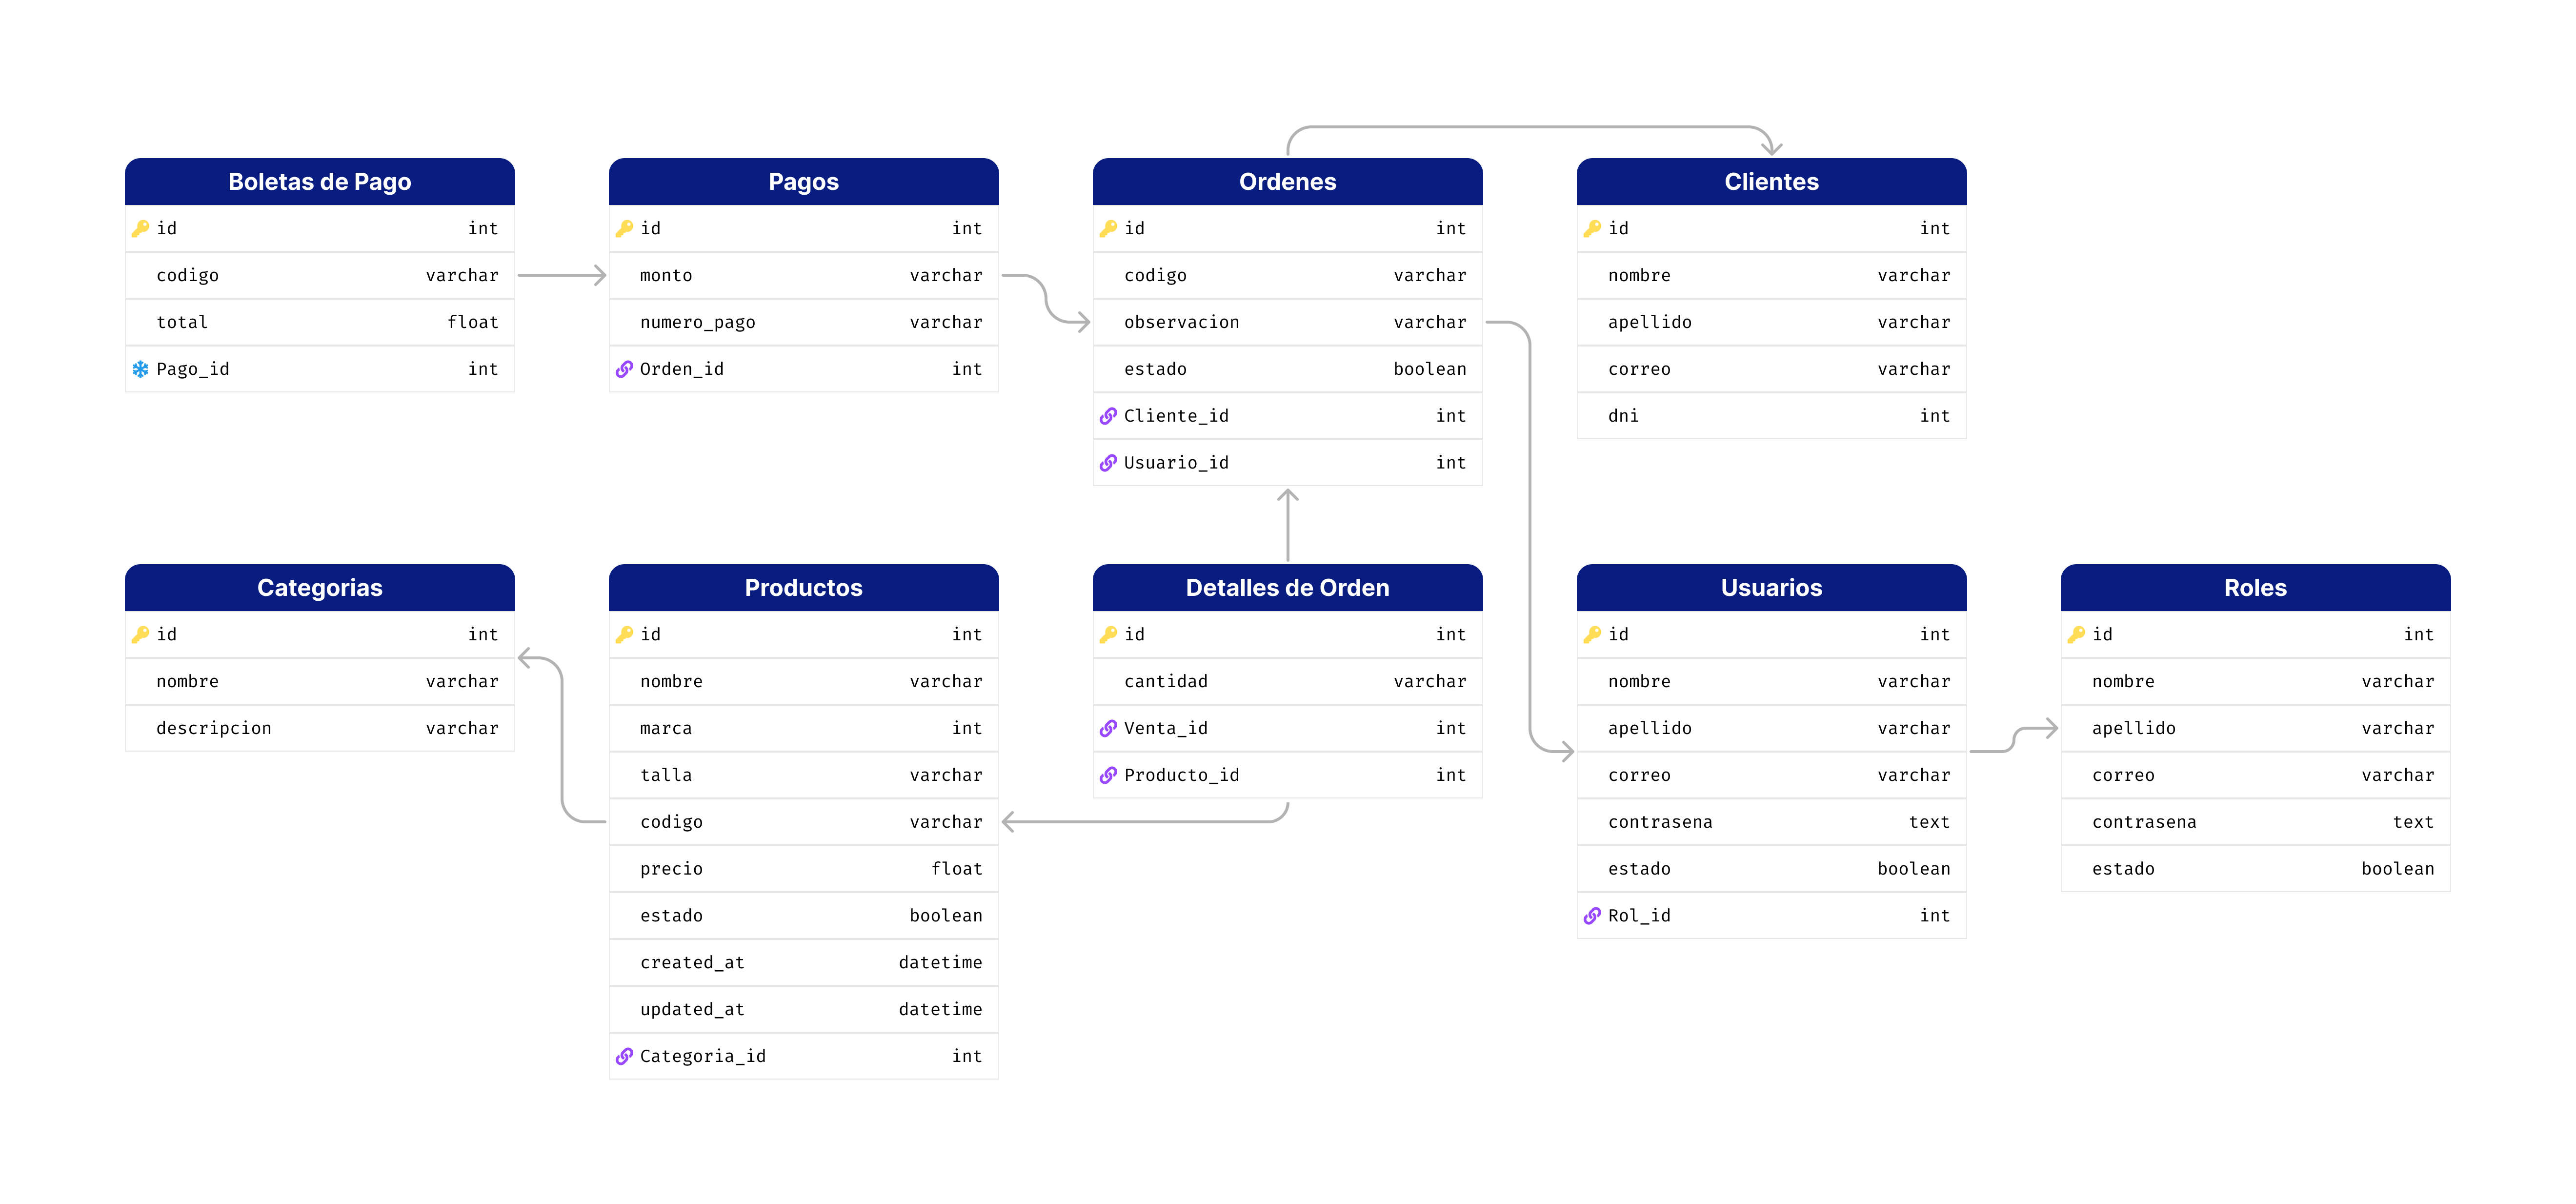 Boletas de Pago
id int
codigo varchar
total float
Pago_id int
Pagos
id int
monto varchar
numero_pago varchar
Orden_id int
Ordenes
id int
codigo varchar
observacion varchar
estado boolean
Cliente_id int
Usuario_id int
Clientes
id int
nombre varchar
apellido varchar
correo varchar
dni int
Categorias
id int
nombre varchar
descripcion varchar
Productos
id int
nombre varchar
marca int
talla varchar
codigo varchar
precio float
estado boolean
created_at datetime
updated_at datetime
Categoria_id int
Detalles de Orden
id int
cantidad varchar
Venta_id int
Producto_id int
Usuarios
id int
nombre varchar
apellido varchar
correo varchar
contrasena text
estado boolean
Rol_id int
Roles
id int
nombre varchar
apellido varchar
correo varchar
contrasena text
estado boolean